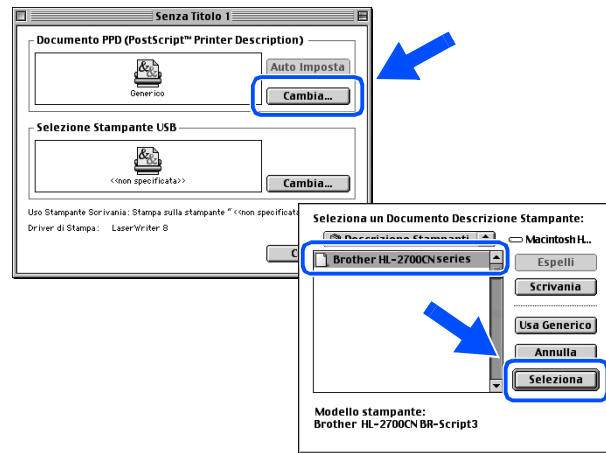 Senza Titolo 1
Documento PPD (PostScript™ Printer Description)
Generico
Auto Imposta
Cambia...
Selezione Stampante USB
<<non specificata>>
Cambia...
Uso Stampante Scrivania: Stampa sulla stampante “ <<non specificata
Driver di Stampa: LaserWriter 8
Seleziona un Documento Descrizione Stampante:
Descrizione Stampanti
Macintosh H...
Brother HL-2700CN series
Espelli
Scrivania
Usa Generico
Annulla
Seleziona
Modello stampante:
Brother HL-2700CN BR-Script3